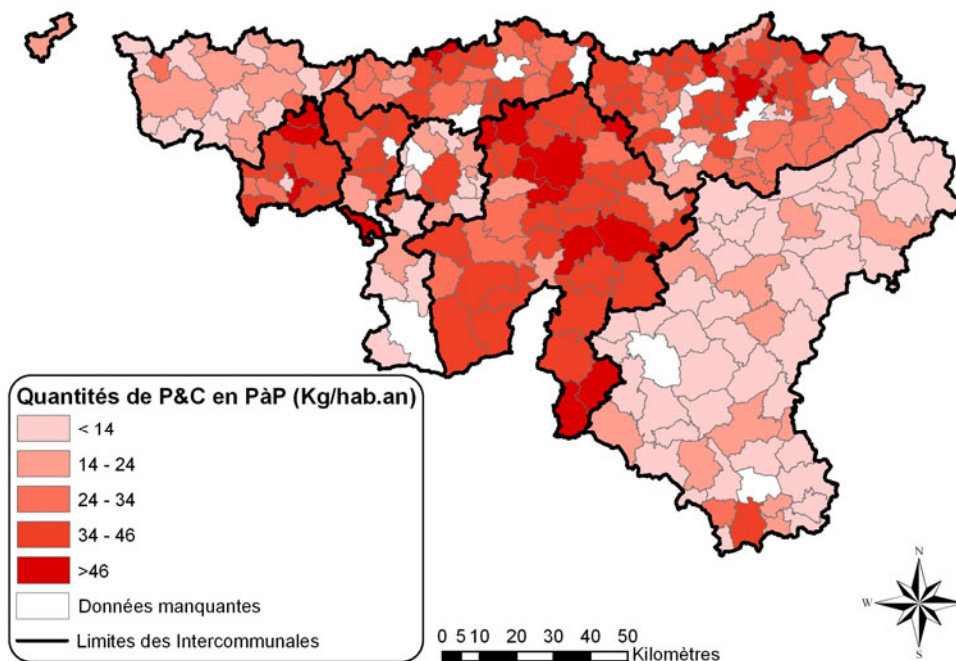 Quantités de P&C en PàP (Kg/hab.an)
< 14
14 - 24
24 - 34
34 - 46
>46
Données manquantes
Limites des Intercommunales
0 5 10 20 30 40 50
Kilomètres
N
W
S